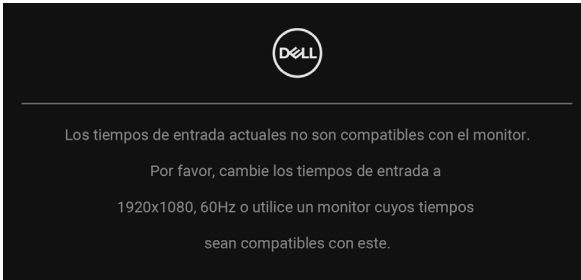 DELL
Los tiempos de entrada actuales no son compatibles con el monitor.
Por favor, cambie los tiempos de entrada a
1920x1080, 60Hz o utilice un monitor cuyos tiempos
sean compatibles con este.